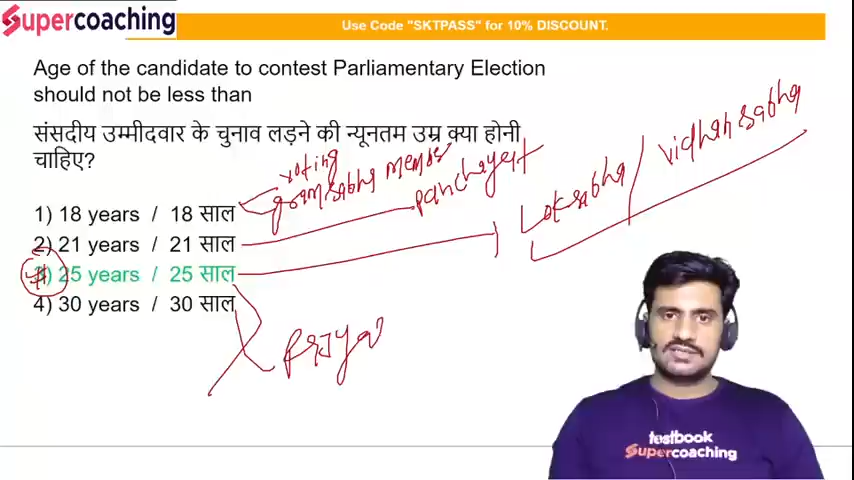 Supercoaching
Use Code "SKTPASS" for 10% DISCOUNT.
Age of the candidate to contest Parliamentary Election
should not be less than
संसदीय उम्मीदवार के चुनाव लड़ने की न्यूनतम उम्र क्या होनी
चाहिए?
voting
gramsabha member
panchayat
Loksabha / vidhansabha
1) 18 years / 18 साल
2) 21 years / 21 साल
3) 25 years / 25 साल
4) 30 years / 30 साल
testbook
Supercoaching